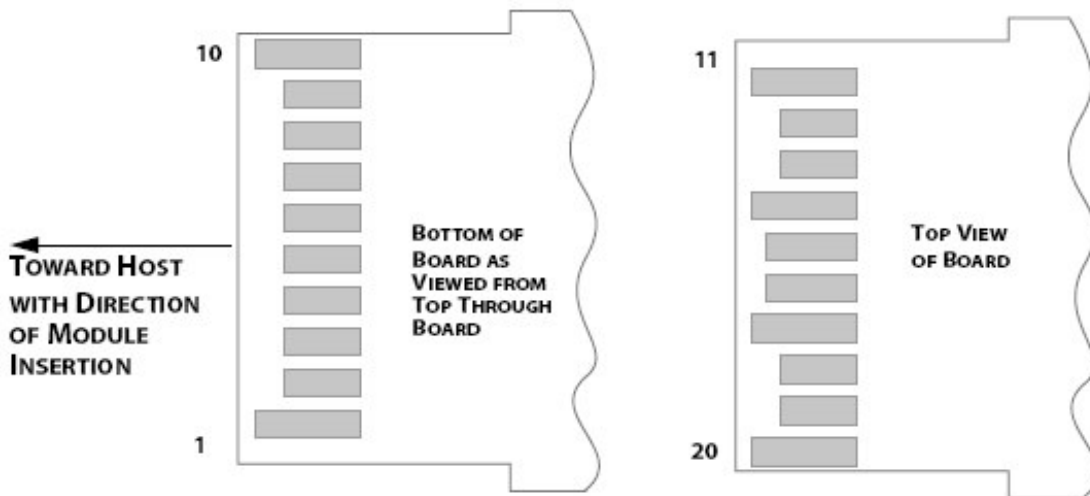 10
1
TOWARD HOST
WITH DIRECTION
OF MODULE
INSERTION
BOTTOM OF
BOARD AS
VIEWED FROM
TOP THROUGH
BOARD
11
20
TOP VIEW
OF BOARD